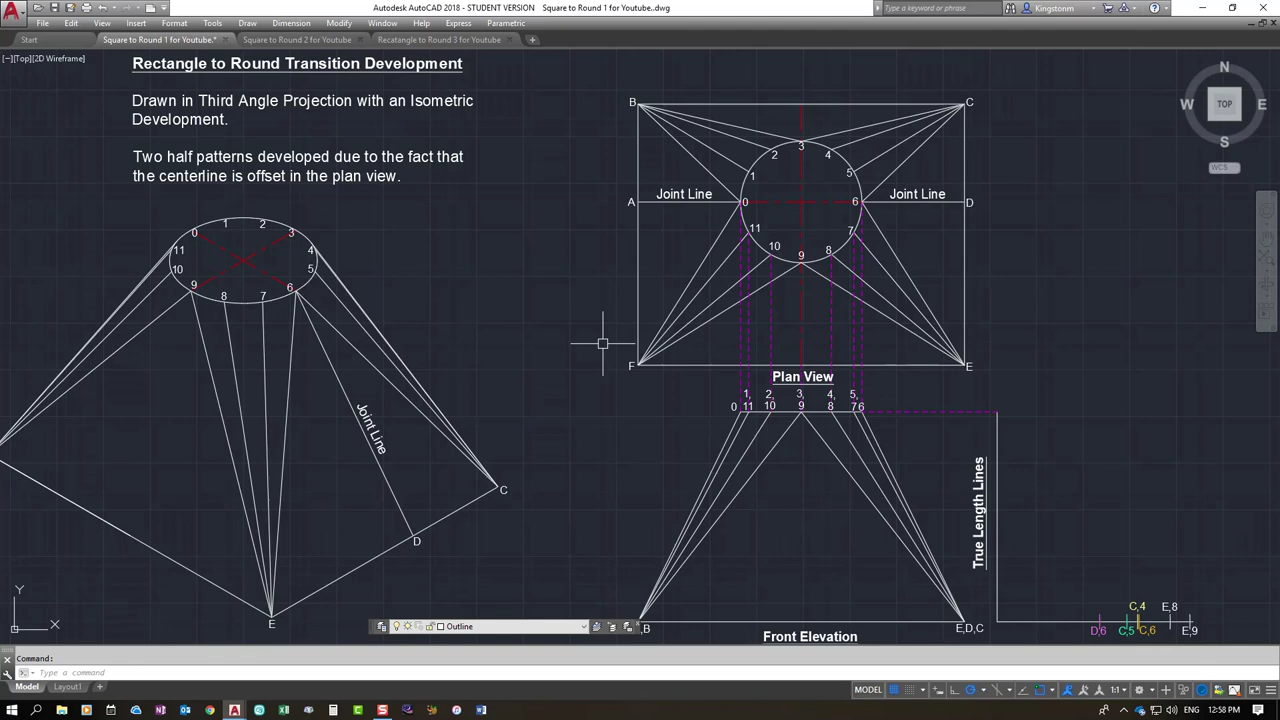 Autodesk AutoCAD 2018 - STUDENT VERSION Square to Round 1 for Youtube..dwg
Type a keyword or phrase
Kingstonm
File Edit View Insert Format Tools Draw Dimension Modify Window Help Express Parametric
Start
Square to Round 1 for Youtube.*
Square to Round 2 for Youtube
Recatangle to Round 3 for Youtube
[−][Top][2D Wireframe]
Rectangle to Round Transition Development
Drawn in Third Angle Projection with an Isometric
Development.
Two half patterns developed due to the fact that
the centerline is offset in the plan view.
N
W TOP E
S
WCS
B
C
3
2
4
1
5
A Joint Line 0
6 Joint Line D
11
7
10
8
9
F
E
Plan View
0 1, 2, 3, 4, 5,
11 10 9 8 7 6
0 1 2 3
11 4
10 5
9 8 7 6
Joint Line
C
D
E
True Length Lines
,B
E,D,C
Front Elevation
C,4 E,8
D,6 C,5 C,6 E,9
Y
X
Outline
Command:
Type a command
Model Layout1
MODEL
1:1
12:58 PM